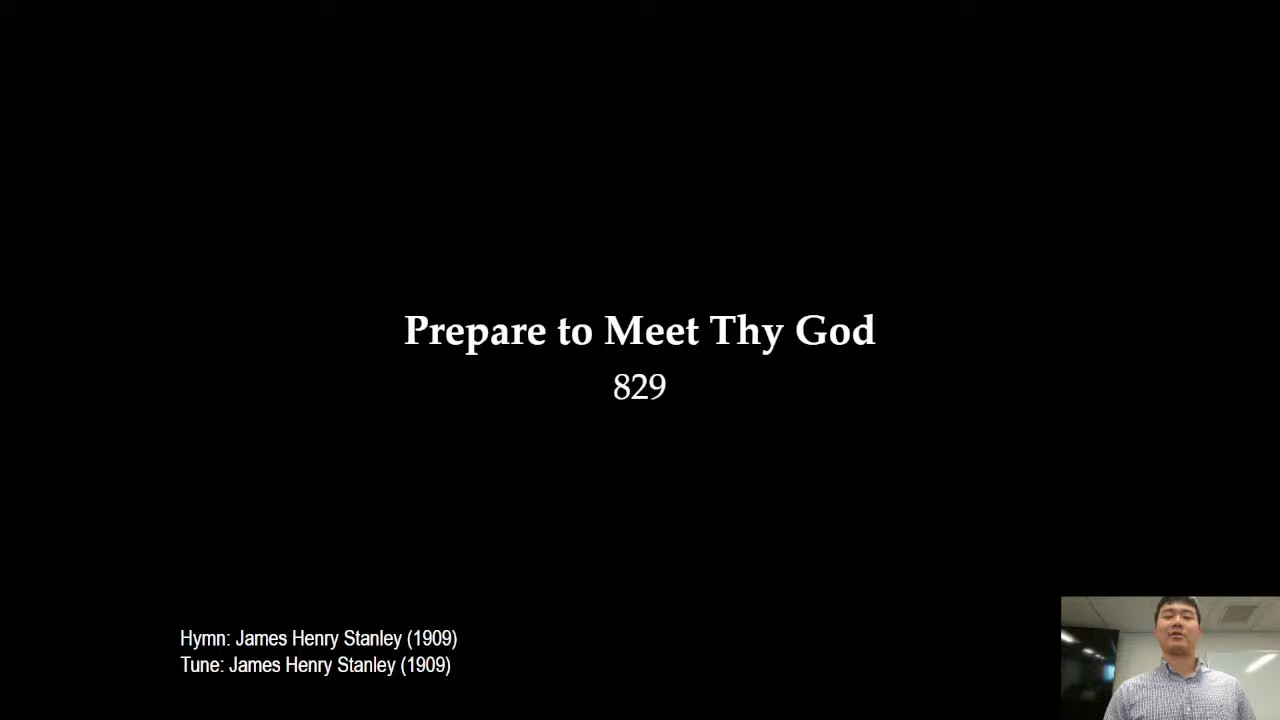 Prepare to Meet Thy God
829
Hymn: James Henry Stanley (1909)
Tune: James Henry Stanley (1909)